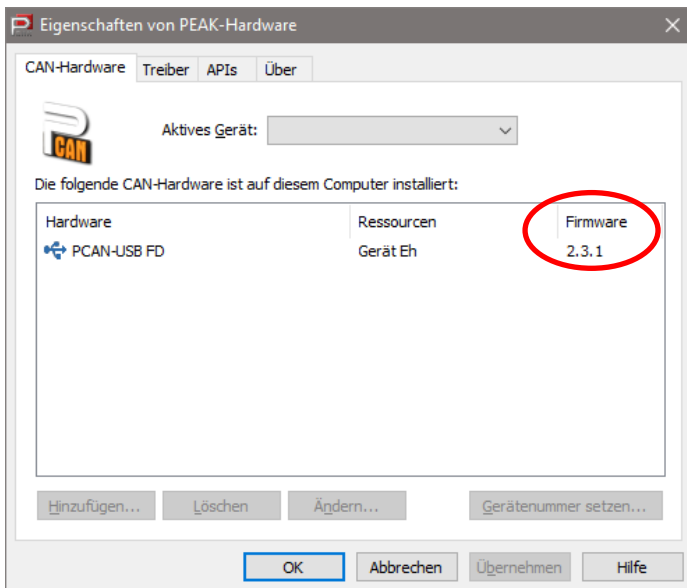 Eigenschaften von PEAK-Hardware
CAN-Hardware Treiber APIs Über
PCAN
Aktives Gerät:
Die folgende CAN-Hardware ist auf diesem Computer installiert:
Hardware Ressourcen Firmware
PCAN-USB FD Gerät Eh 2.3.1
Hinzufügen... Löschen Ändern... Gerätenummer setzen...
OK Abbrechen Übernehmen Hilfe